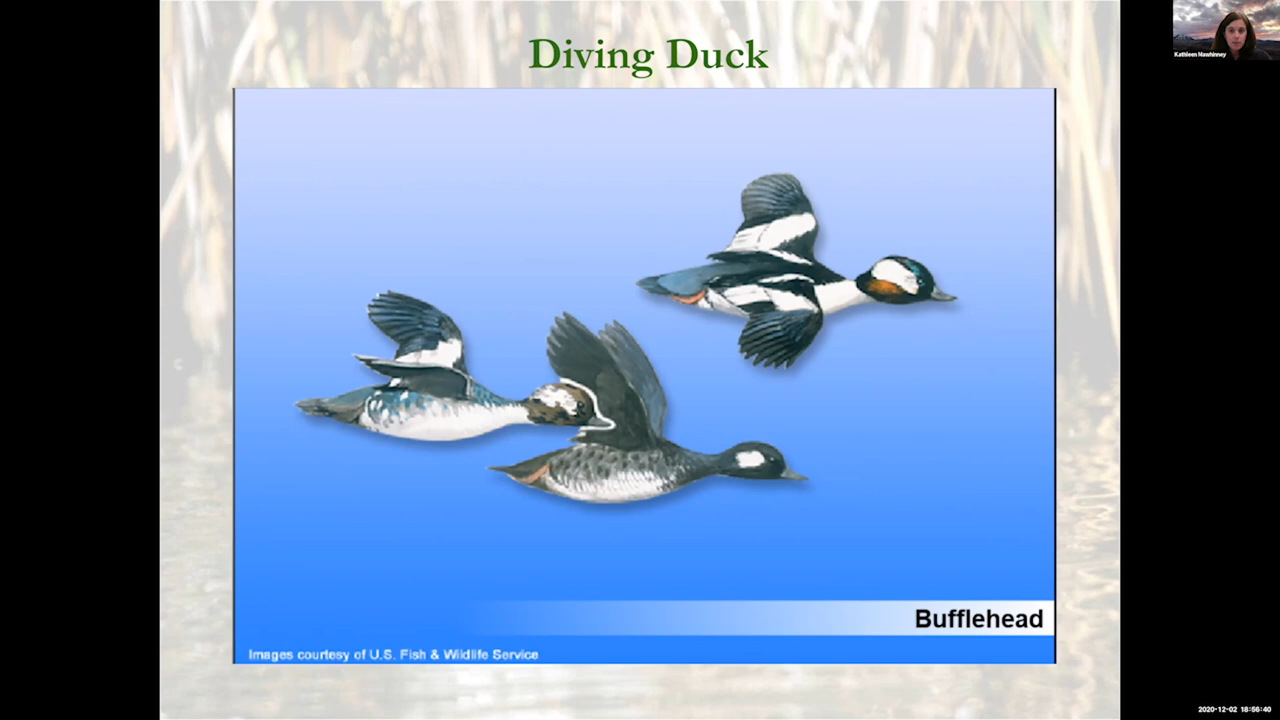 Diving Duck
Kathleen Mawhinney
Bufflehead
Images courtesy of U.S. Fish & Wildlife Service
2020-12-02 18:56:40